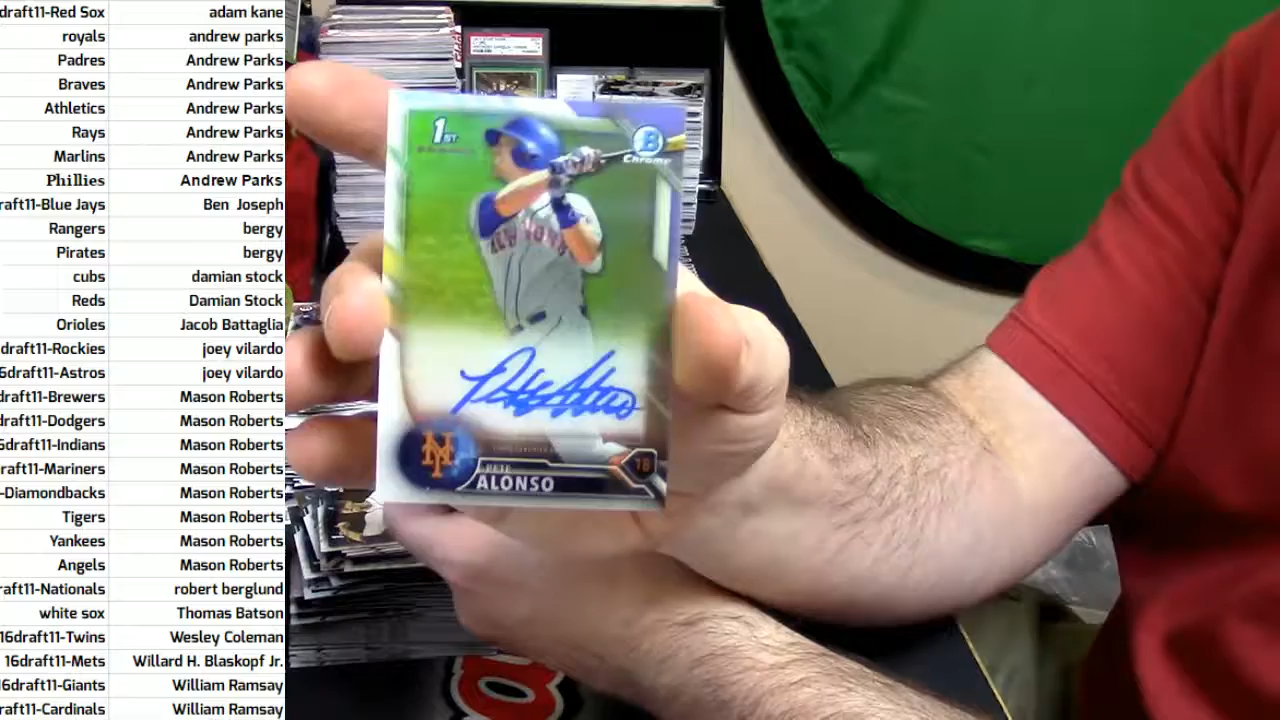 draft11-Red Sox adam kane
royals andrew parks
Padres Andrew Parks
Braves Andrew Parks
Athletics Andrew Parks
Rays Andrew Parks
Marlins Andrew Parks
Phillies Andrew Parks
raft11-Blue Jays Ben Joseph
Rangers bergy
Pirates bergy
cubs damian stock
Reds Damian Stock
Orioles Jacob Battaglia
draft11-Rockies joey vilardo
6draft11-Astros joey vilardo
draft11-Brewers Mason Roberts
draft11-Dodgers Mason Roberts
6draft11-Indians Mason Roberts
raft11-Mariners Mason Roberts
-Diamondbacks Mason Roberts
Tigers Mason Roberts
Yankees Mason Roberts
Angels Mason Roberts
raft11-Nationals robert berglund
white sox Thomas Batson
16draft11-Twins Wesley Coleman
16draft11-Mets Willard H. Blaskopf Jr.
6draft11-Giants William Ramsay
raft11-Cardinals William Ramsay
1ST
B
Chrome
NEW YORK
Pete Alonso
NY
PETE
ALONSO
1B